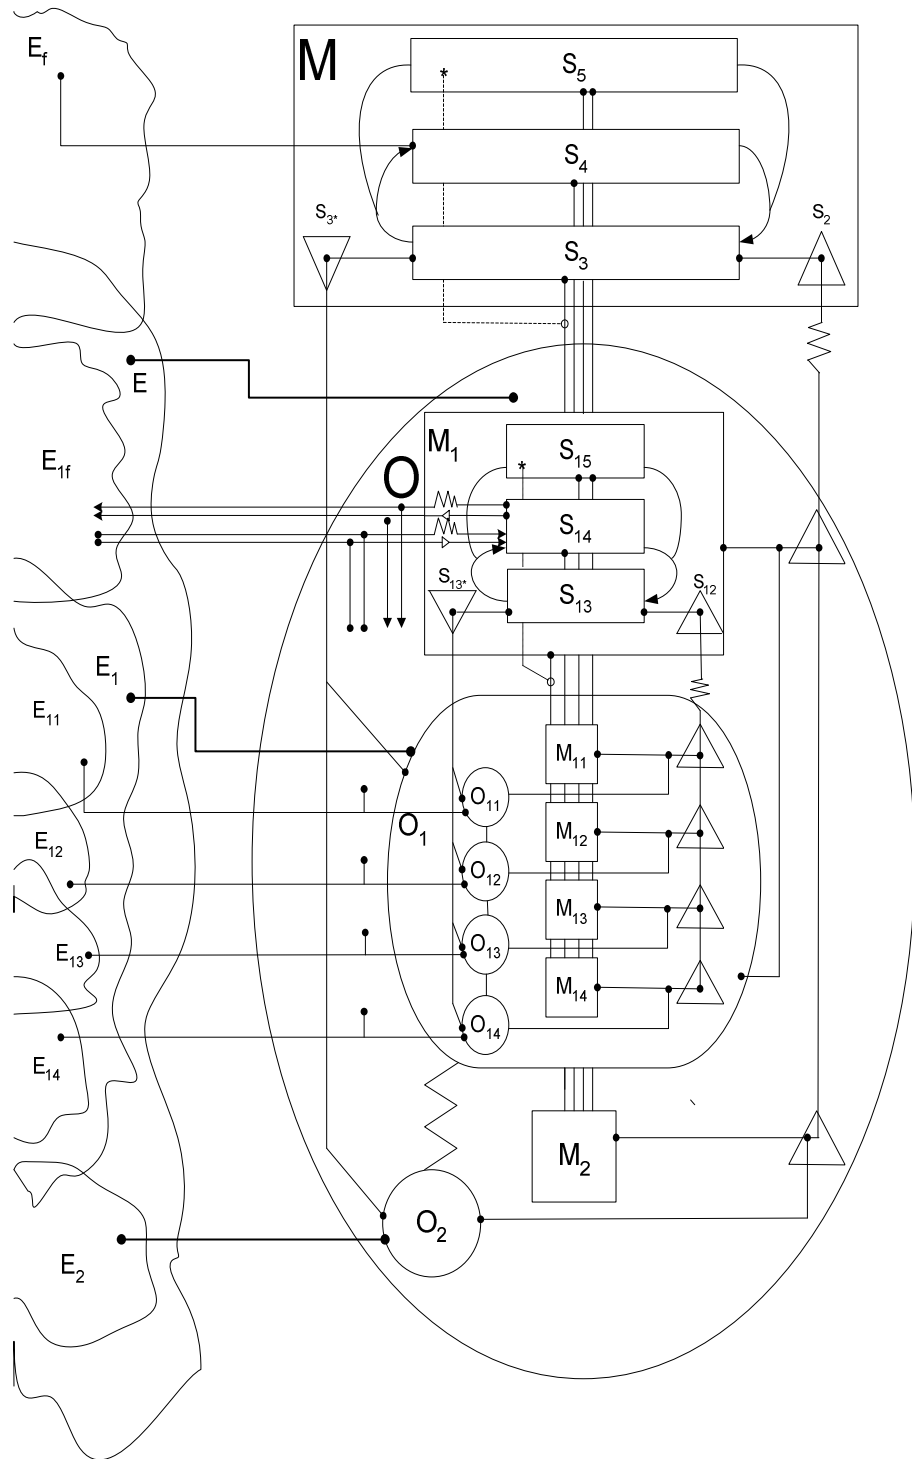 M
E_f
S_5
*
S_4
S_3*
S_3
S_2
E
M_1
S_15
*
E_1f
O
S_14
S_13*
S_13
S_12
E_1
E_11
M_11
O_11
O_1
M_12
E_12
O_12
M_13
O_13
E_13
M_14
O_14
E_14
M_2
O_2
E_2